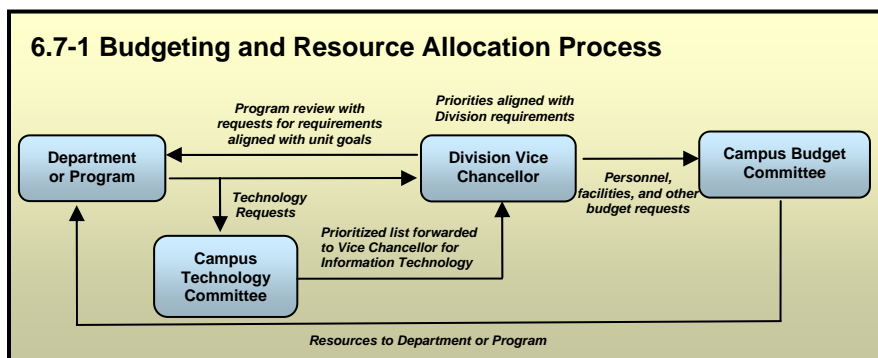 6.7-1 Budgeting and Resource Allocation Process
Program review with
requests for requirements
aligned with unit goals
Priorities aligned with
Division requirements
Department
or Program
Division Vice
Chancellor
Campus Budget
Committee
Technology
Requests
Personnel,
facilities, and other
budget requests
Campus
Technology
Committee
Prioritized list forwarded
to Vice Chancellor for
Information Technology
Resources to Department or Program